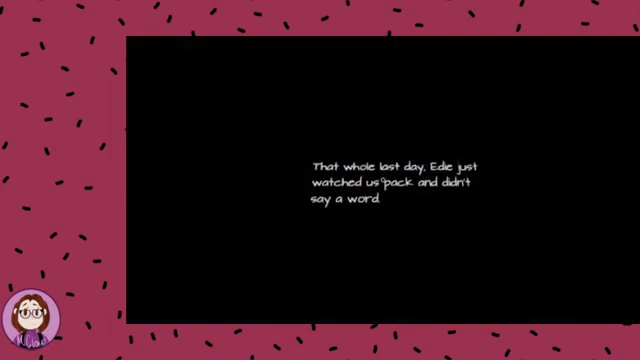 That whole last day, Edie just
watched us pack and didn't
say a word.